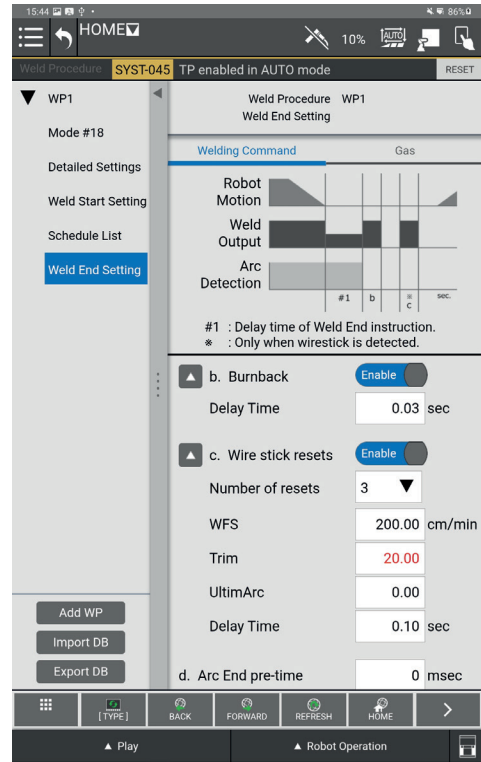 15:44 86%
HOME
10% AUTO
Weld Procedure SYST-045 TP enabled in AUTO mode RESET
WP1
Mode #18
Detailed Settings
Weld Start Setting
Schedule List
Weld End Setting
Add WP
Import DB
Export DB
Weld Procedure WP1
Weld End Setting
Welding Command Gas
Robot
Motion
Weld
Output
Arc
Detection
#1 b ※ sec.
c
#1 : Delay time of Weld End instruction.
※ : Only when wirestick is detected.
b. Burnback Enable
Delay Time 0.03 sec
c. Wire stick resets Enable
Number of resets 3 ▼
WFS 200.00 cm/min
Trim 20.00
UltimArc 0.00
Delay Time 0.10 sec
d. Arc End pre-time 0 msec
[TYPE] BACK FORWARD REFRESH HOME >
▲ Play ▲ Robot Operation